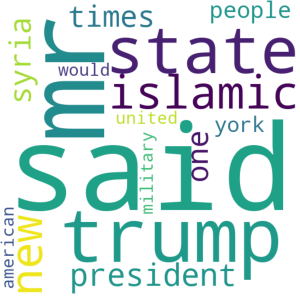 people
times
syria
mr
state
would
islamic
united
york
one
military
said
american
new
trump
president